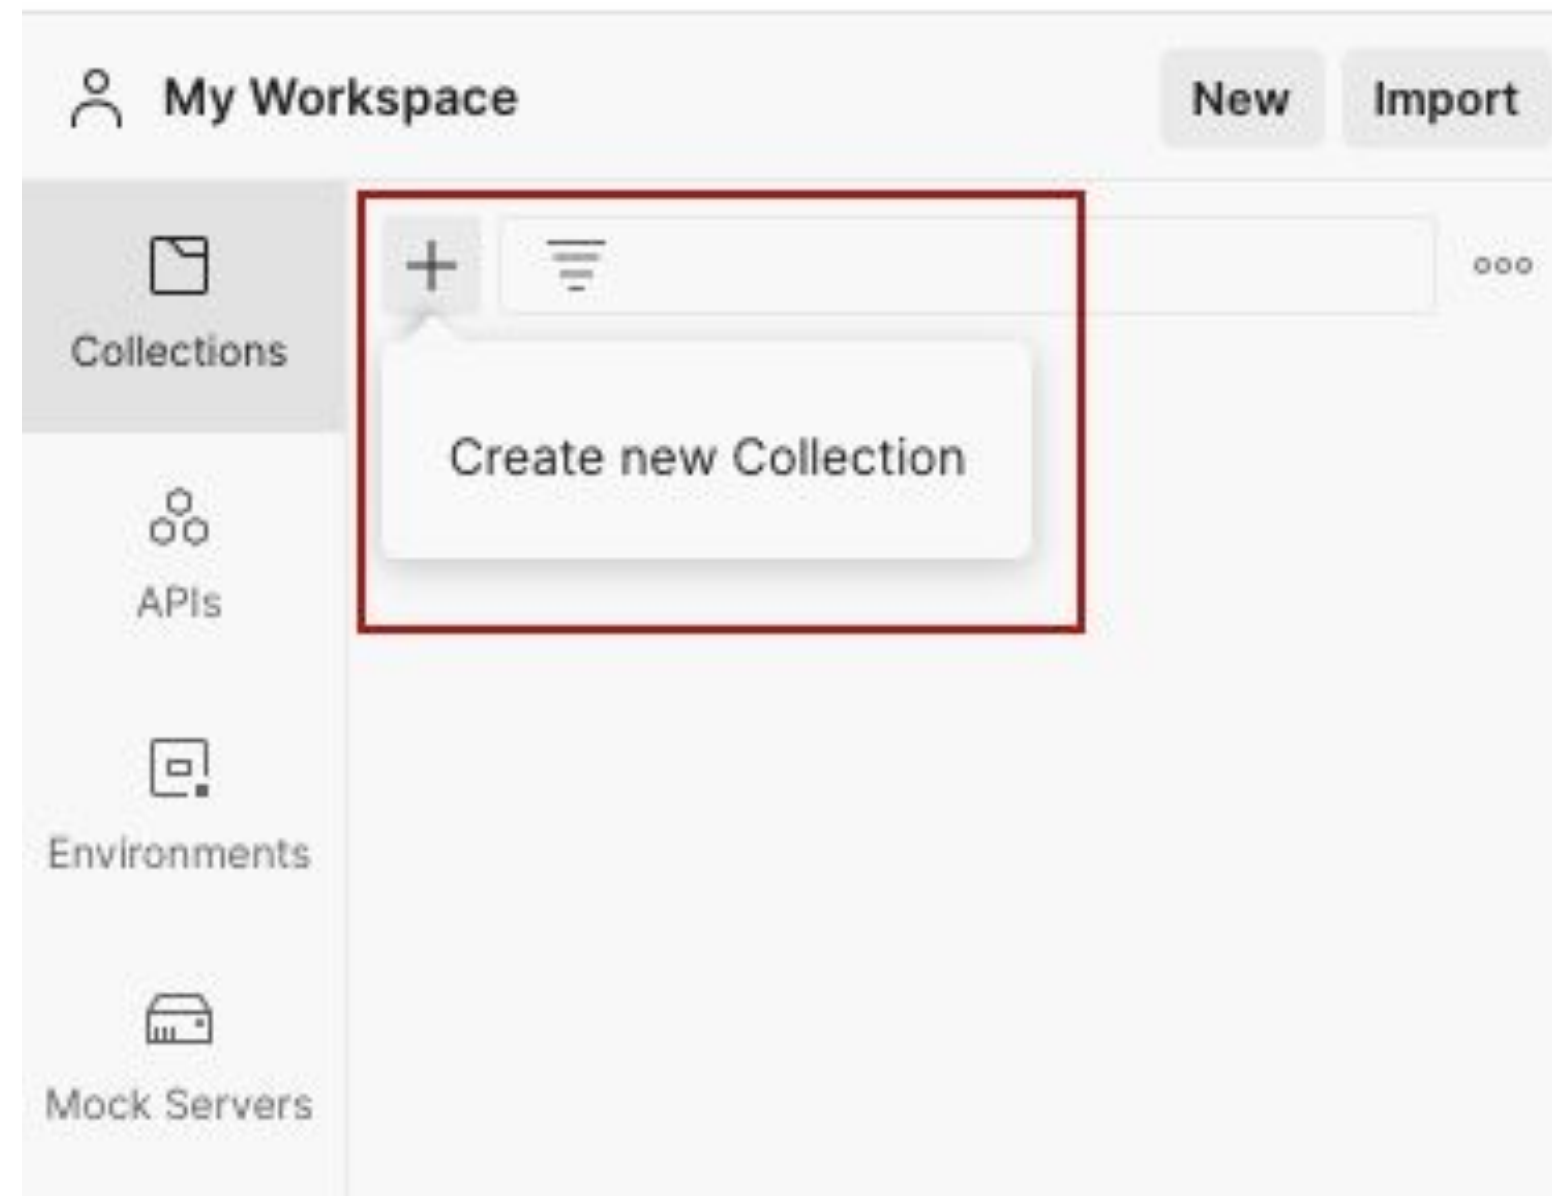 My Workspace
New
Import
Collections
Create new Collection
APIs
Environments
Mock Servers